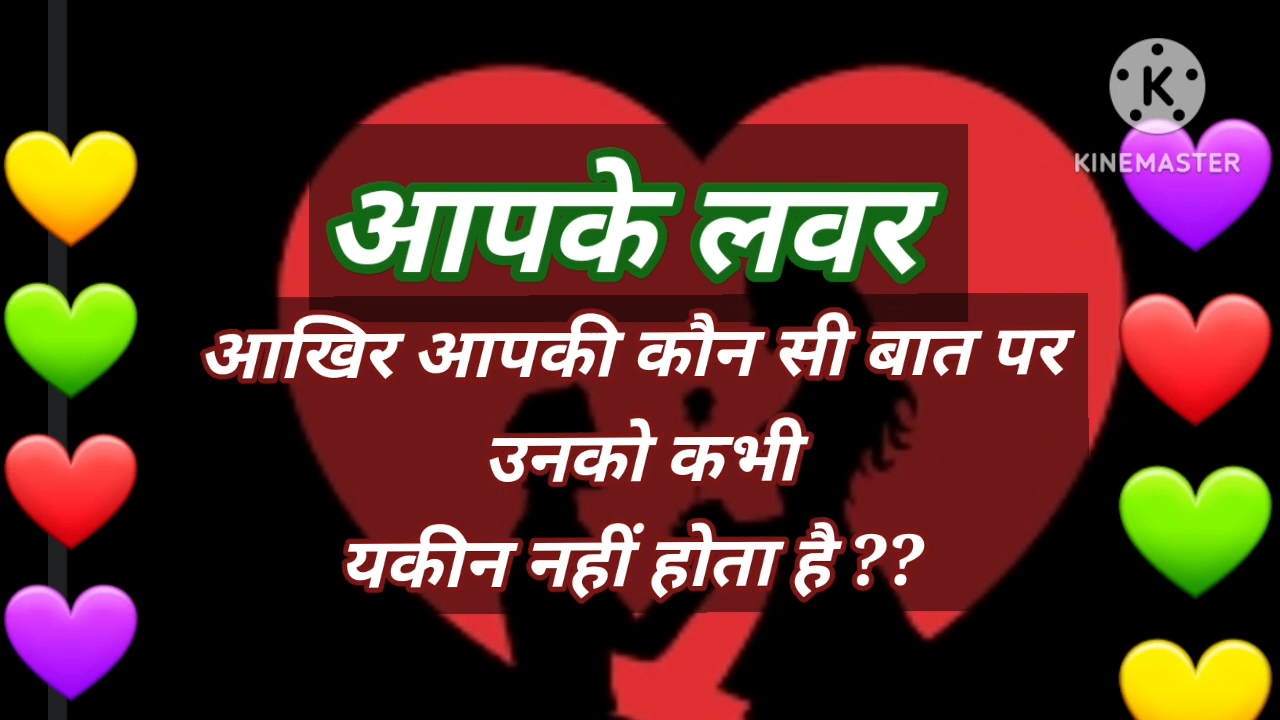 K
KINEMASTER
आपके लवर
आखिर आपकी कौन सी बात पर
उनको कभी
यकीन नहीं होता है ??